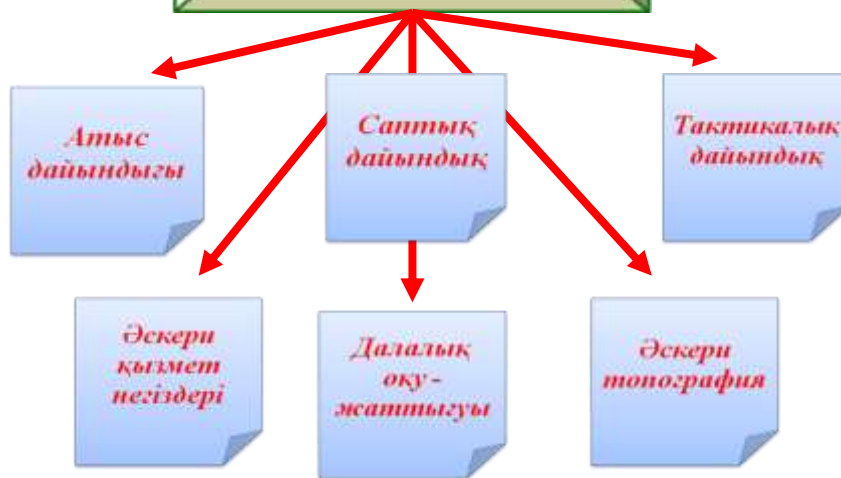 Атыс
дайындығы
Саптық
дайындық
Тактикалық
дайындық
Әскери
қызмет
негіздері
Далалық
оқу -
жаттығуы
Әскери
топография